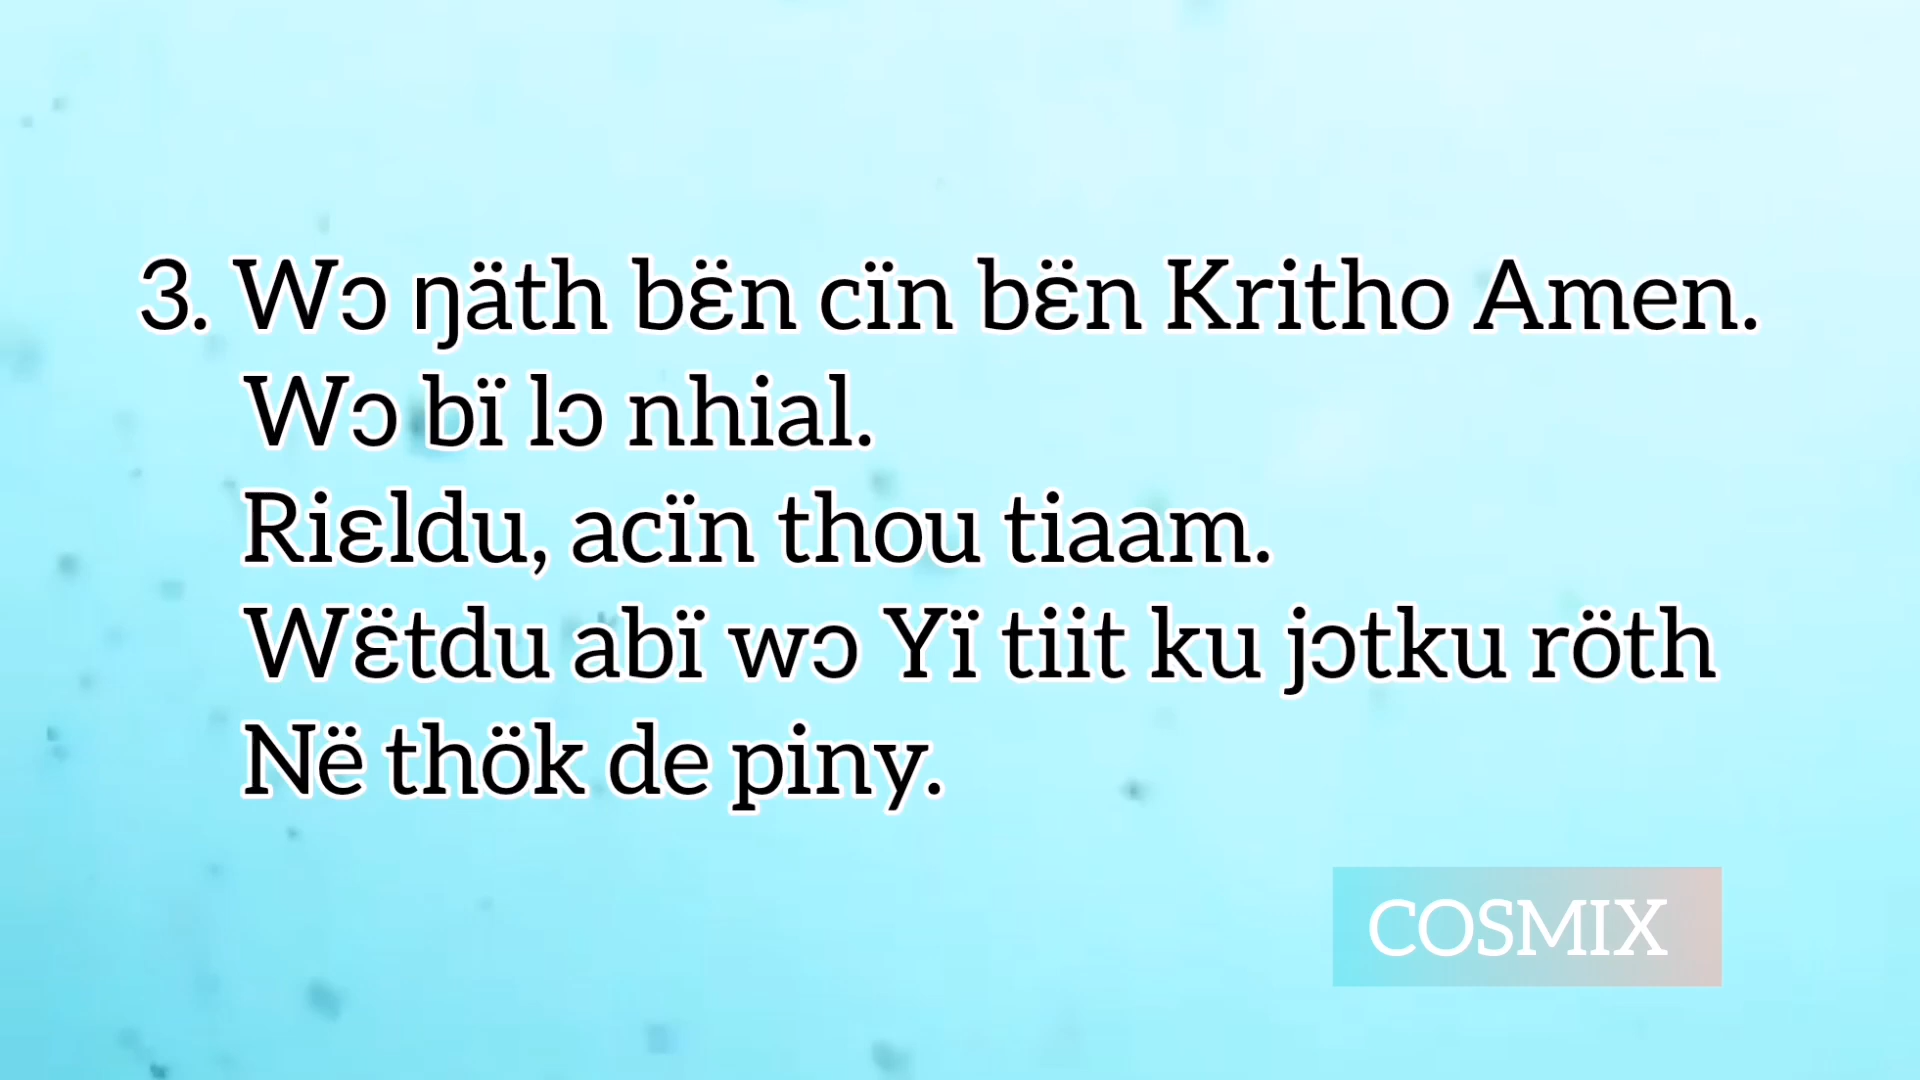 3. Wɔ ŋäth bɛ̈n cïn bɛ̈n Kritho Amen.
Wɔ bï lɔ nhial.
Riɛldu, acïn thou tiaam.
Wɛ̈tdu abï wɔ Yï tiit ku jɔtku röth
Në thök de piny.
COSMIX